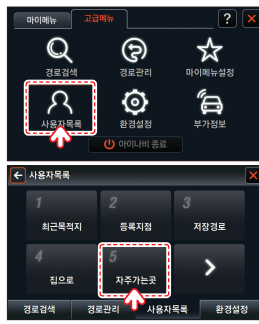 마이메뉴 고급메뉴 ? ×
경로검색 경로관리 마이메뉴설정
사용자목록 환경설정 부가정보
아이나비 종료
사용자목록 ×
1 2 3
최근목적지 등록지점 저장경로
4 5
집으로 자주가는곳
경로검색 경로관리 사용자목록 환경설정